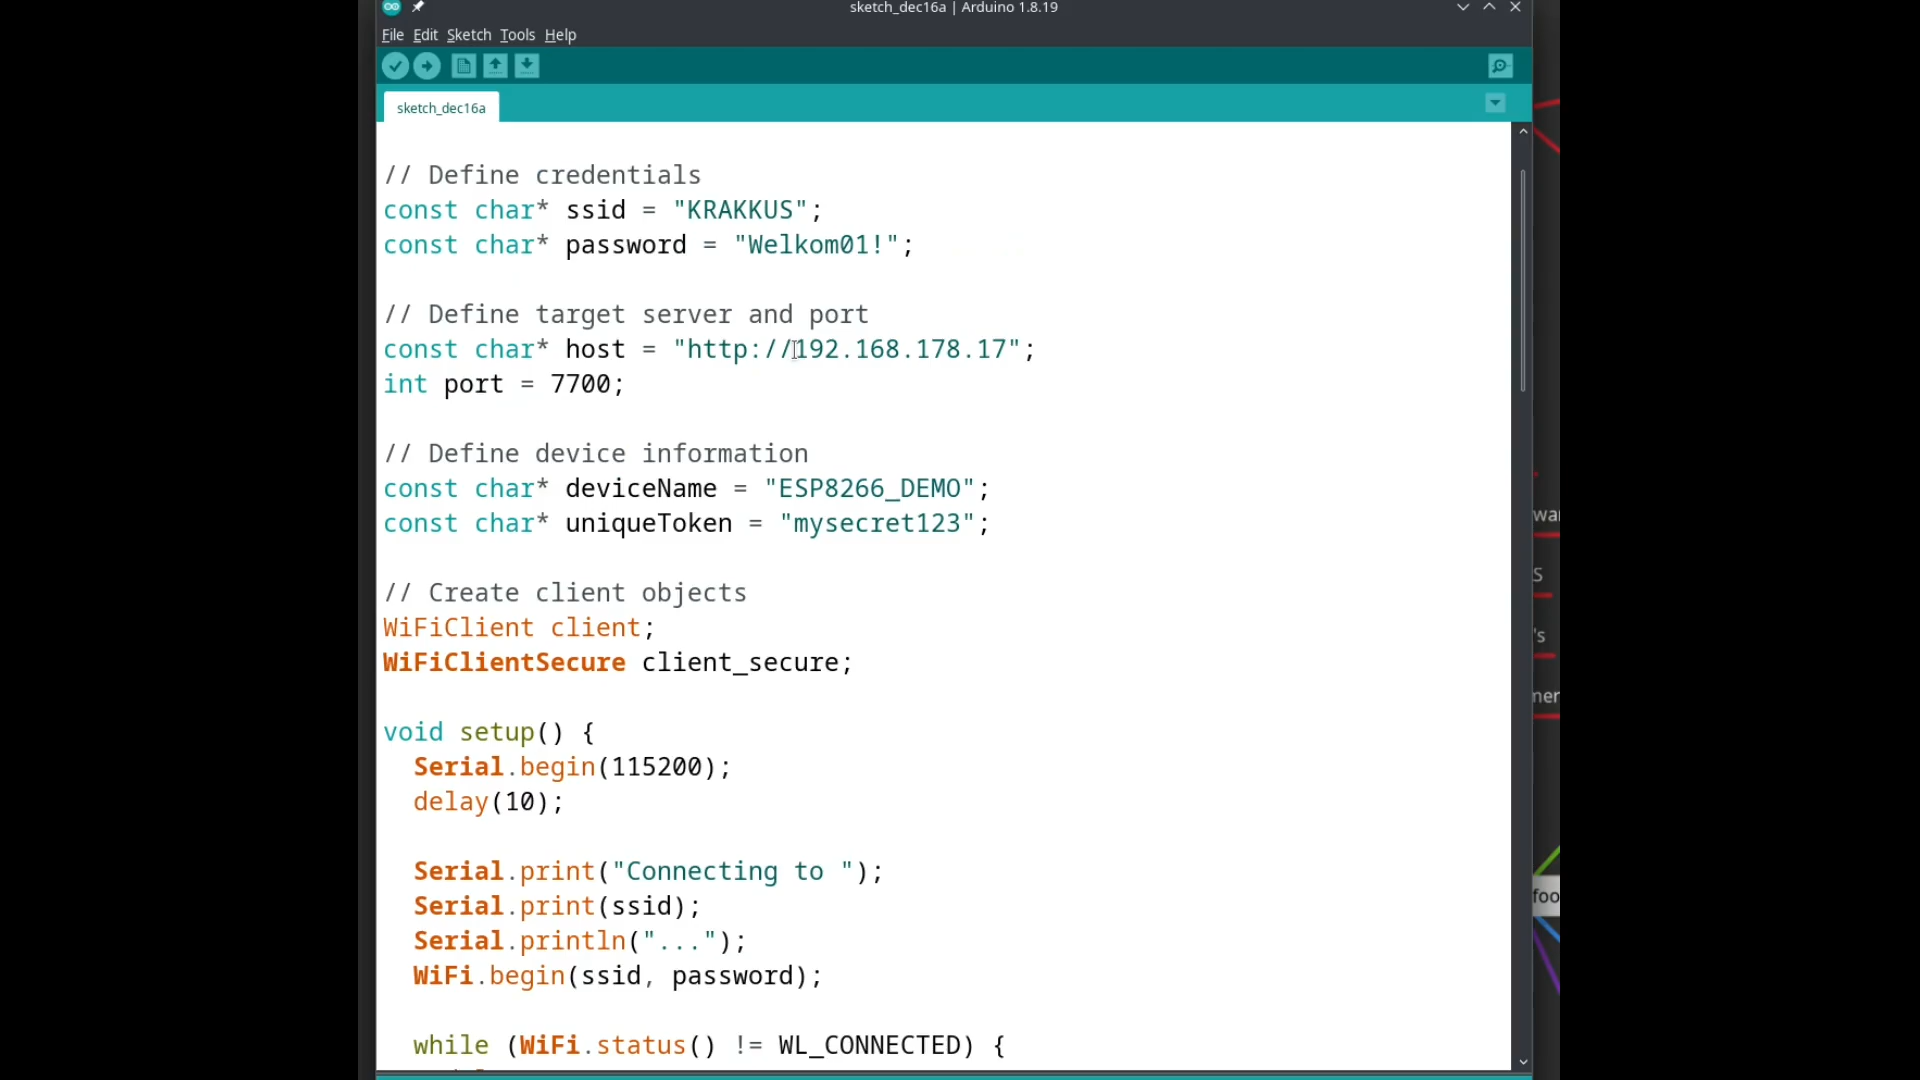 sketch_dec16a | Arduino 1.8.19
File Edit Sketch Tools Help
sketch_dec16a
// Define credentials
const char* ssid = "KRAKKUS";
const char* password = "Welkom01!";
// Define target server and port
const char* host = "http://192.168.178.17";
int port = 7700;
// Define device information
const char* deviceName = "ESP8266_DEMO";
const char* uniqueToken = "mysecret123";
// Create client objects
WiFiClient client;
WiFiClientSecure client_secure;
void setup() {
Serial.begin(115200);
delay(10);
Serial.print("Connecting to ");
Serial.print(ssid);
Serial.println("...");
WiFi.begin(ssid, password);
while (WiFi.status() != WL_CONNECTED) {